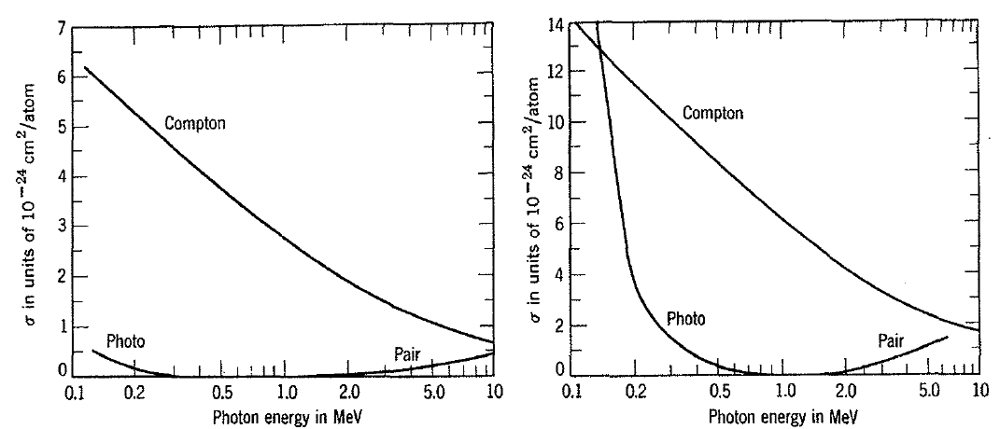 7
6
5
4
3
2
1
0
σ in units of 10−24 cm2/atom
Compton
Photo
Pair
0.1 0.2 0.5 1.0 2.0 5.0 10
Photon energy in MeV
14
12
10
8
6
4
2
0
σ in units of 10−24 cm2/atom
Compton
Photo
Pair
0.1 0.2 0.5 1.0 2.0 5.0 10
Photon energy in MeV